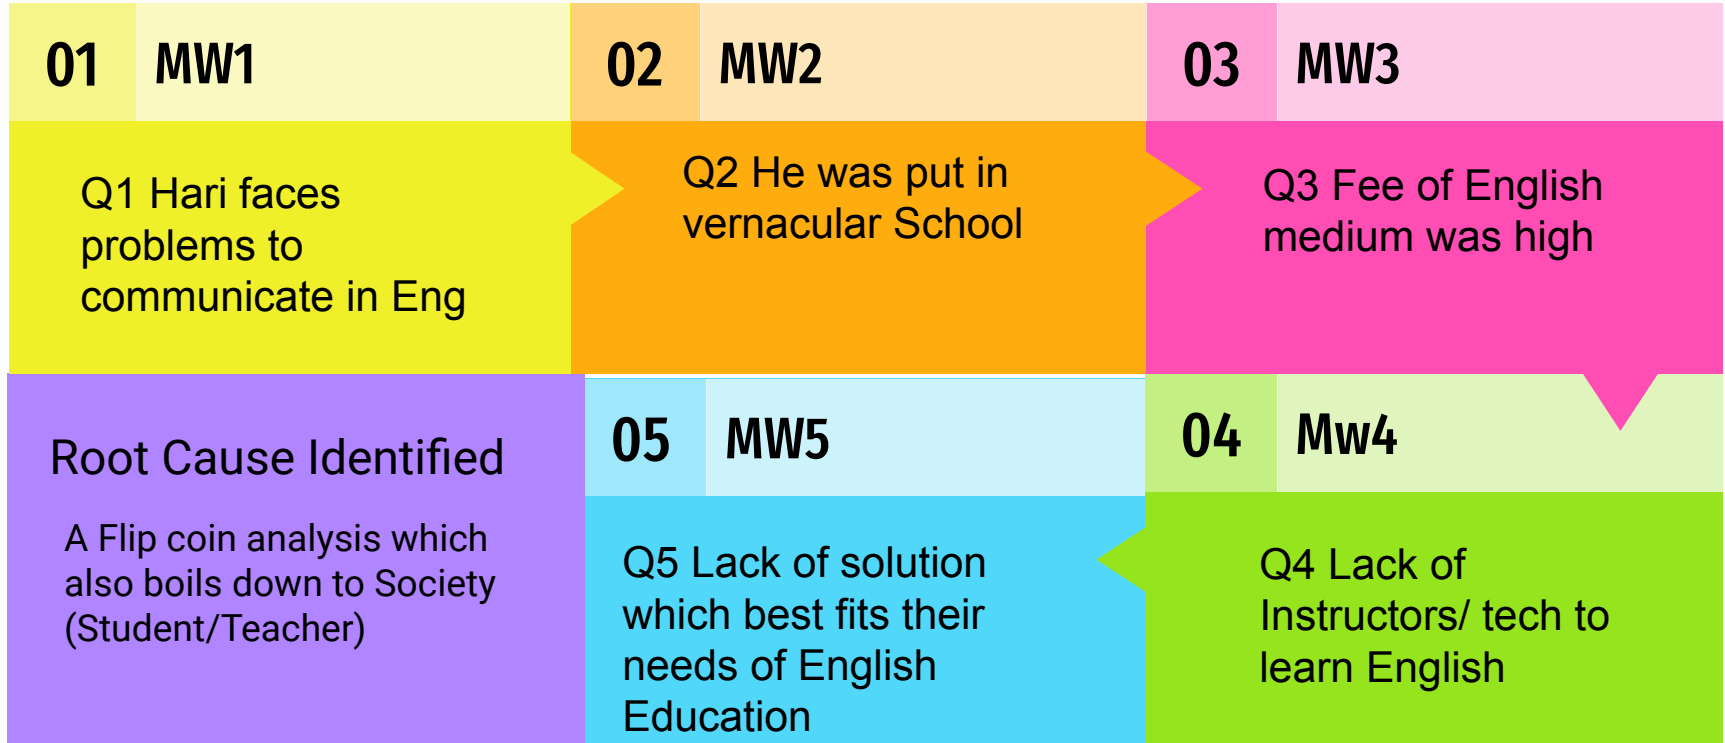 01 MW1
Q1 Hari faces
problems to
communicate in Eng
02 MW2
Q2 He was put in
vernacular School
03 MW3
Q3 Fee of English
medium was high
04 Mw4
Q4 Lack of
Instructors/ tech to
learn English
05 MW5
Q5 Lack of solution
which best fits their
needs of English
Education
Root Cause Identified
A Flip coin analysis which
also boils down to Society
(Student/Teacher)